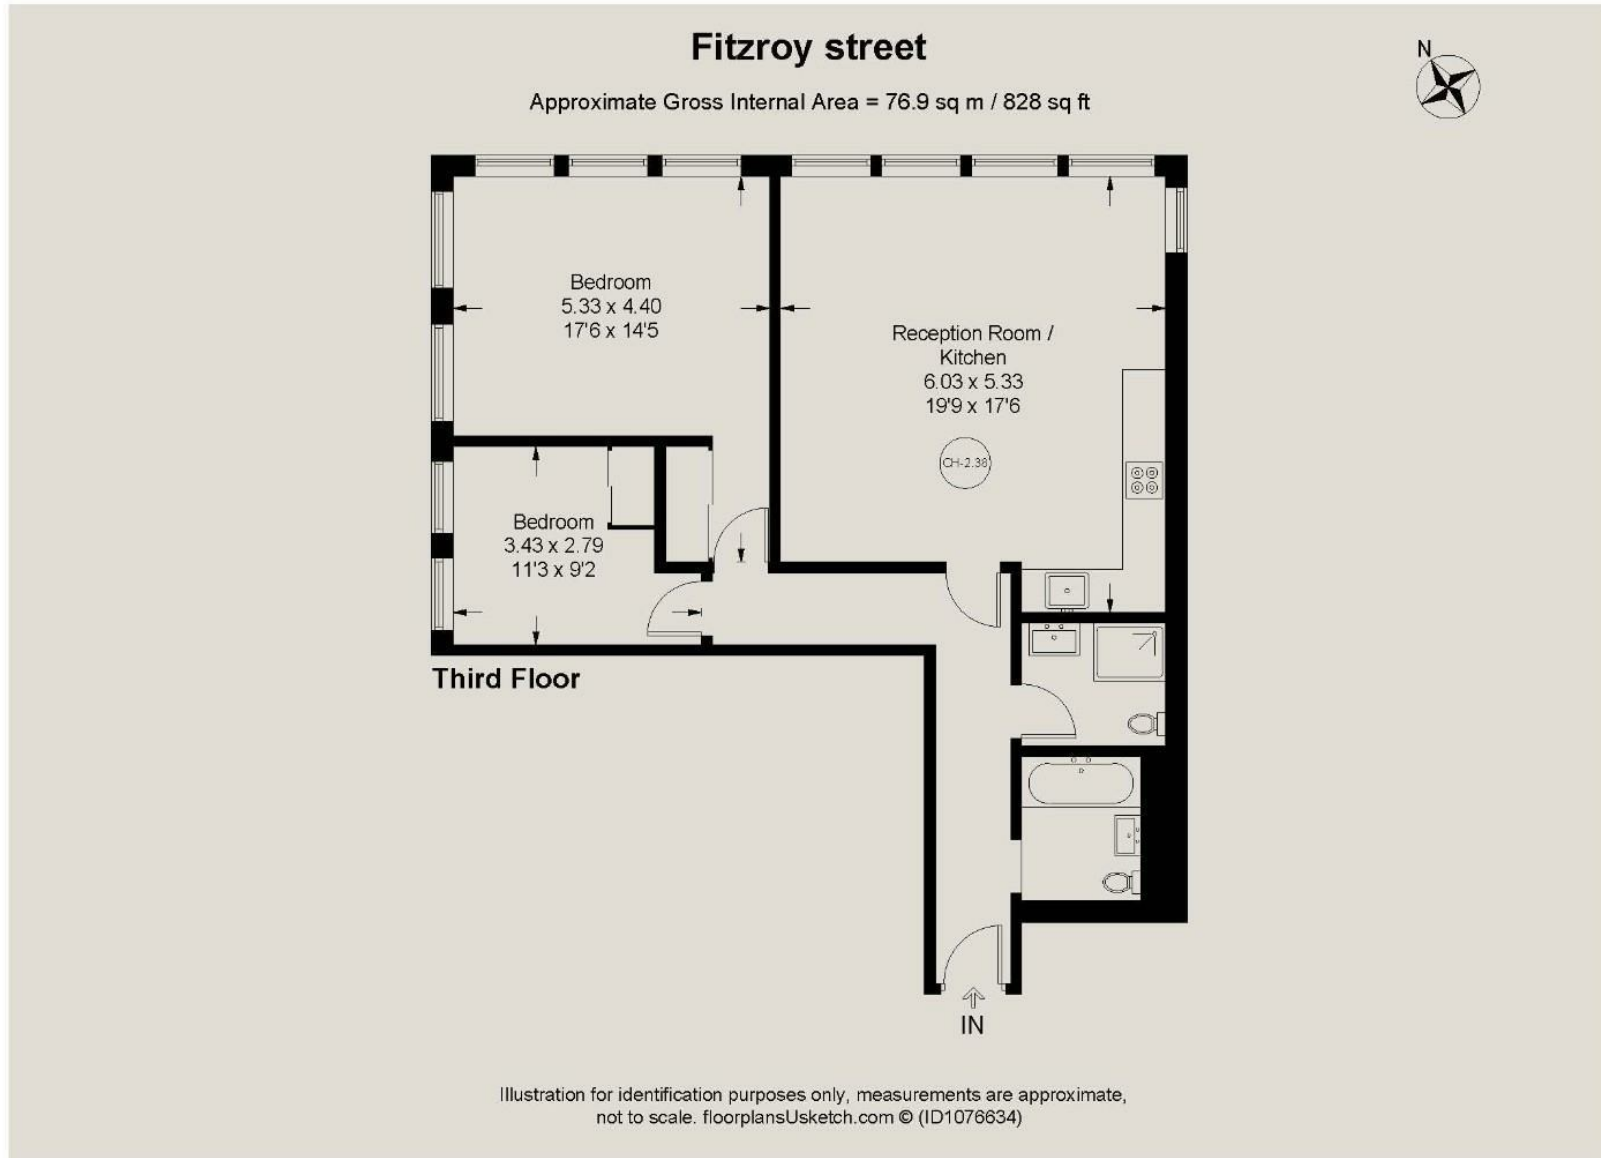 Fitzroy street
N
Approximate Gross Internal Area = 76.9 sq m / 828 sq ft
Bedroom
5.33 x 4.40
17'6 x 14'5
Reception Room /
Kitchen
6.03 x 5.33
19'9 x 17'6
CH-2.38
Bedroom
3.43 x 2.79
11'3 x 9'2
Third Floor
IN
Illustration for identification purposes only, measurements are approximate,
not to scale. floorplansUsketch.com © (ID1076634)